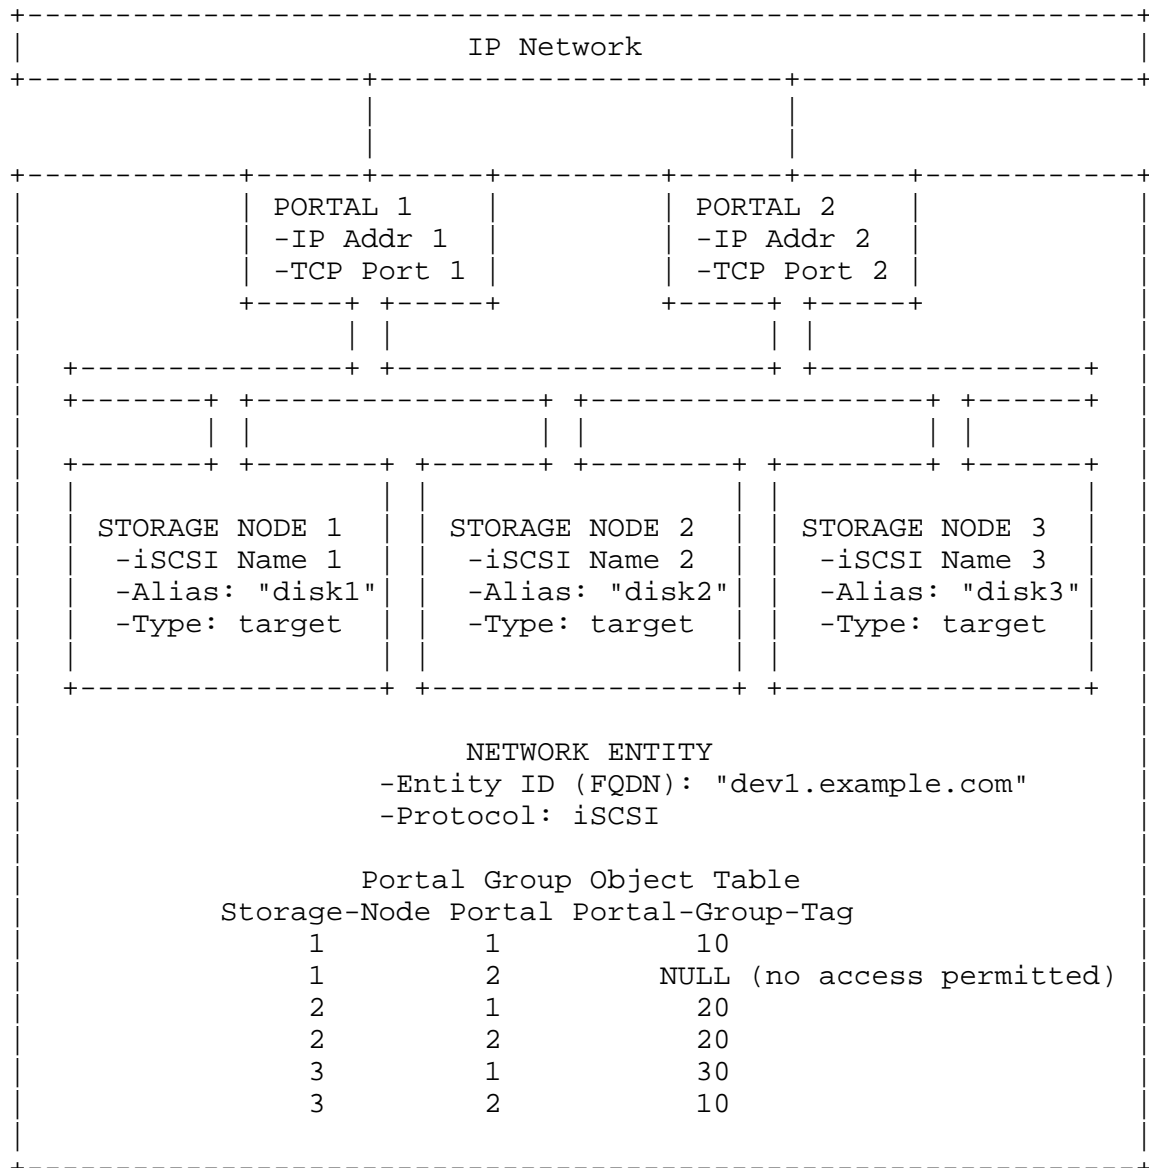 IP Network
PORTAL 1 PORTAL 2
-IP Addr 1 -IP Addr 2
-TCP Port 1 -TCP Port 2
STORAGE NODE 1 STORAGE NODE 2 STORAGE NODE 3
-iSCSI Name 1 -iSCSI Name 2 -iSCSI Name 3
-Alias: "disk1" -Alias: "disk2" -Alias: "disk3"
-Type: target -Type: target -Type: target
NETWORK ENTITY
-Entity ID (FQDN): "dev1.example.com"
-Protocol: iSCSI
Portal Group Object Table
Storage-Node Portal Portal-Group-Tag
1 1 10
1 2 NULL (no access permitted)
2 1 20
2 2 20
3 1 30
3 2 10